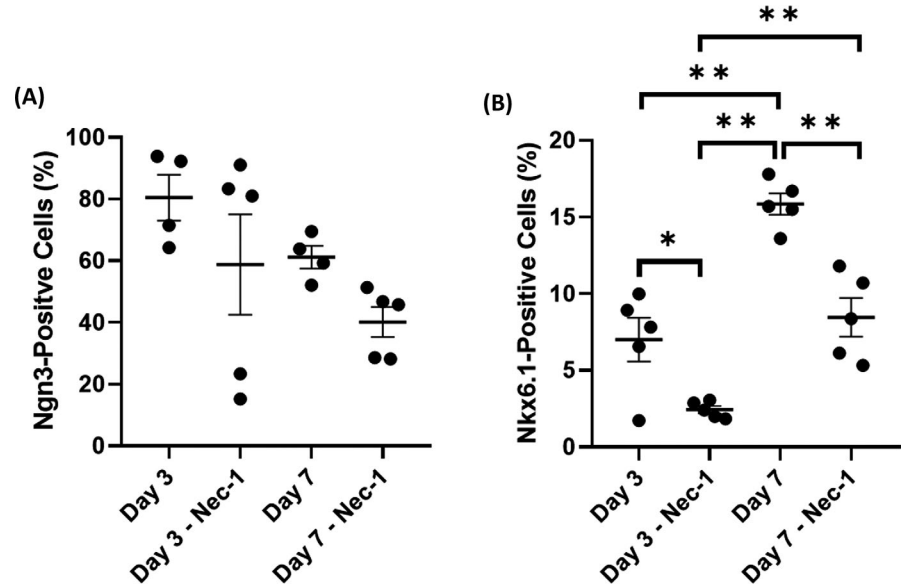 (A)
Ngn3-Positve Cells (%)
100
80
60
40
20
0
Day 3
Day 3 - Nec-1
Day 7
Day 7 - Nec-1
(B)
Nkx6.1-Positive Cells (%)
20
15
10
5
0
**
**
**
**
*
Day 3
Day 3 - Nec-1
Day 7
Day 7 - Nec-1